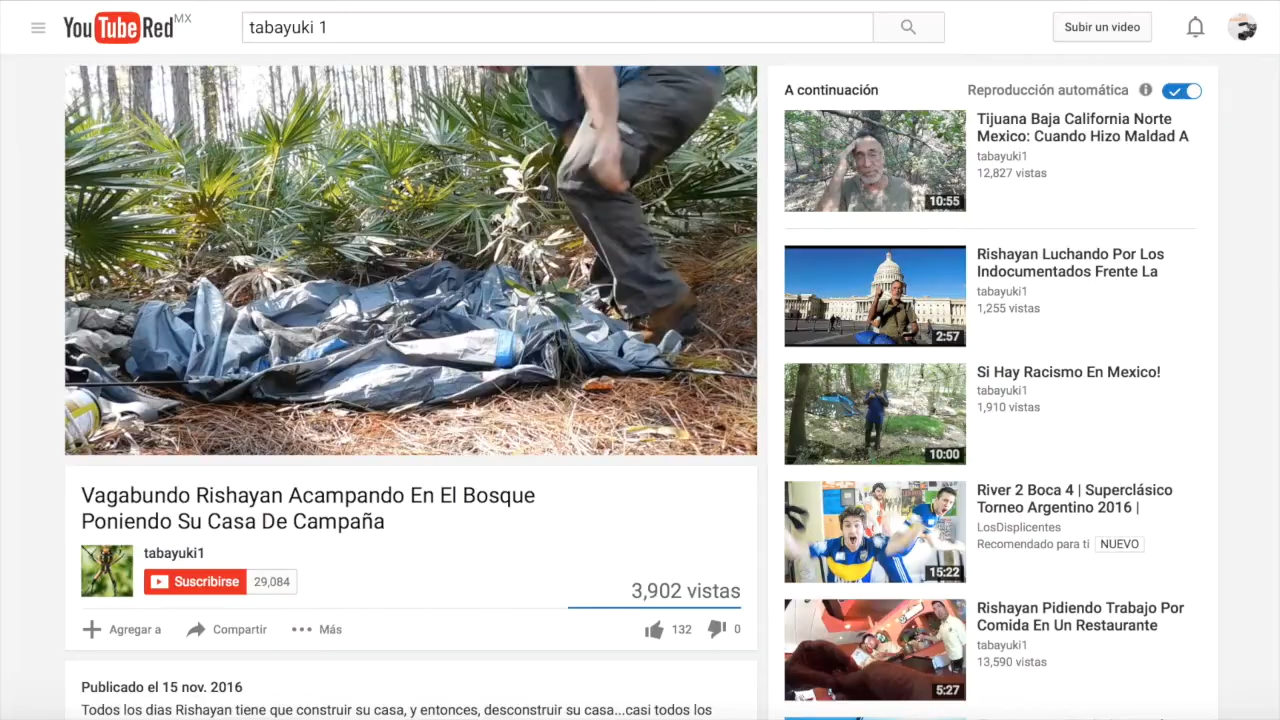 YouTube Red MX
tabayuki 1
Subir un video
A continuación
Reproducción automática
Tijuana Baja California Norte
Mexico: Cuando Hizo Maldad A
tabayuki1
12,827 vistas
10:55
Rishayan Luchando Por Los
Indocumentados Frente La
tabayuki1
1,255 vistas
2:57
Si Hay Racismo En Mexico!
tabayuki1
1,910 vistas
10:00
River 2 Boca 4 | Superclásico
Torneo Argentino 2016 |
LosDisplicentes
Recomendado para ti NUEVO
15:22
Rishayan Pidiendo Trabajo Por
Comida En Un Restaurante
tabayuki1
13,590 vistas
5:27
Vagabundo Rishayan Acampando En El Bosque
Poniendo Su Casa De Campaña
tabayuki1
Suscribirse 29,084
3,902 vistas
Agregar a Compartir Más 132 0
Publicado el 15 nov. 2016
Todos los dias Rishayan tiene que construir su casa, y entonces, desconstruir su casa...casi todos los